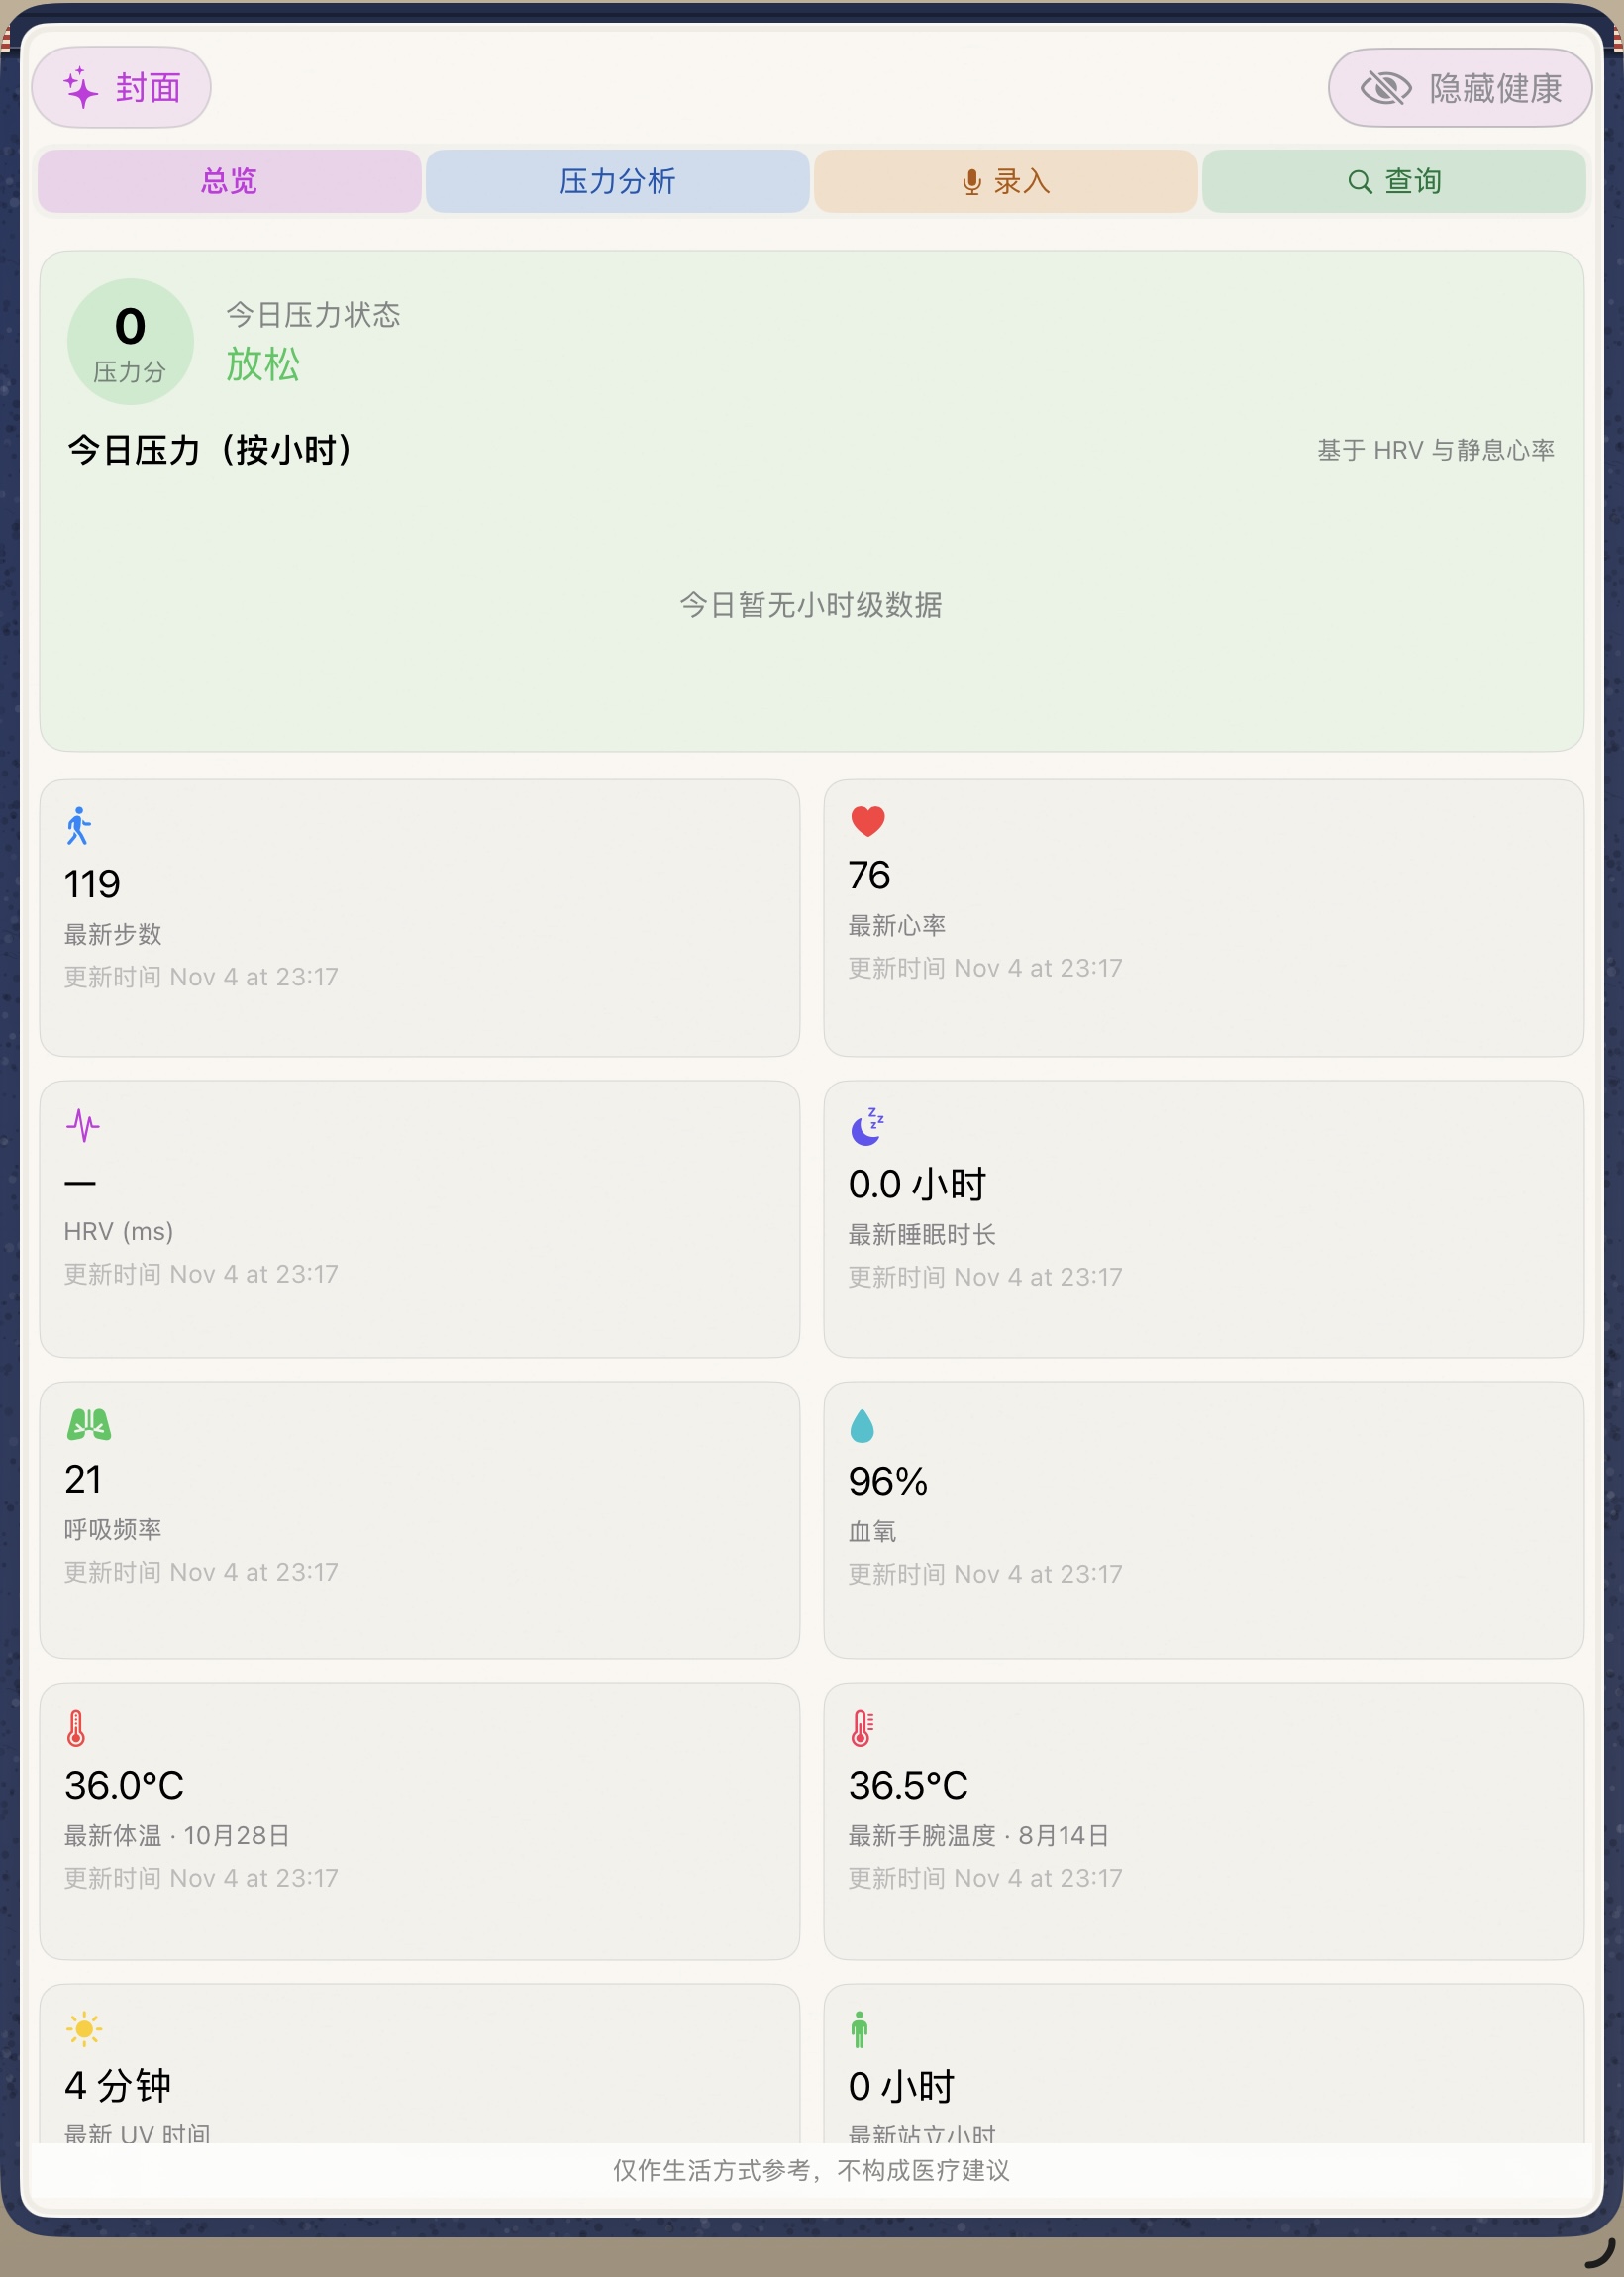 封面
隐藏健康
总览
压力分析
录入
查询
0
压力分
今日压力状态
放松
今日压力（按小时）
基于 HRV 与静息心率
今日暂无小时级数据
119
最新步数
更新时间 Nov 4 at 23:17
76
最新心率
更新时间 Nov 4 at 23:17
—
HRV (ms)
更新时间 Nov 4 at 23:17
0.0 小时
最新睡眠时长
更新时间 Nov 4 at 23:17
21
呼吸频率
更新时间 Nov 4 at 23:17
96%
血氧
更新时间 Nov 4 at 23:17
36.0°C
最新体温 · 10月28日
更新时间 Nov 4 at 23:17
36.5°C
最新手腕温度 · 8月14日
更新时间 Nov 4 at 23:17
4 分钟
最新 UV 时间
0 小时
最新站立小时
仅作生活方式参考，不构成医疗建议